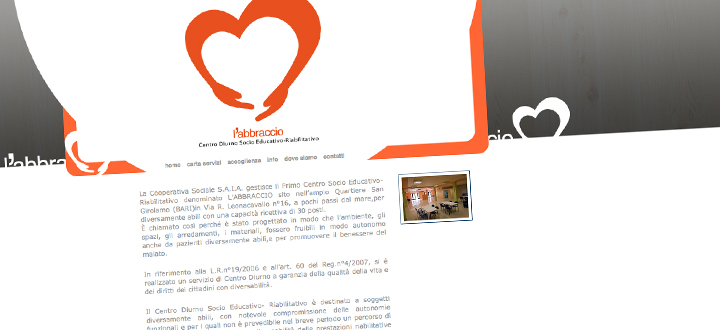 l'abbraccio
Centro Diurno Socio Educativo-Riabilitativo
home carta servizi accoglienza info dove siamo contatti
l'abbra
cio
La Cooperativa Sociale S.A.I.A. gestisce il Primo Centro Socio Educativo-
Riabilitativo denominato L'ABBRACCIO sito nell'ampio Quartiere San
Girolamo (BARI)in Via R. Leoncavallo n°16, a pochi passi dal mare,per
diversamente abili con una capacità ricettiva di 30 posti.
È chiamato così perché è stato progettato in modo che l'ambiente, gli
spazi, gli arredamenti, i materiali, fossero fruibili in modo autonomo
anche da pazienti diversamente abili,e per promuovere il benessere del
malato.
In riferimento alla L.R.n°19/2006 e all'art. 60 del Reg.n°4/2007, si è
realizzato un servizio di Centro Diurno a garanzia della qualità della vita e
dei diritti dei cittadini con diversabilità.
Il Centro Diurno Socio Educativo- Riabilitativo è destinato a soggetti
diversamente abili, con notevole compromissione delle autonomie
funzionali e per i quali non è prevedibile nel breve periodo un percorso di
delle prestazioni riabilitative